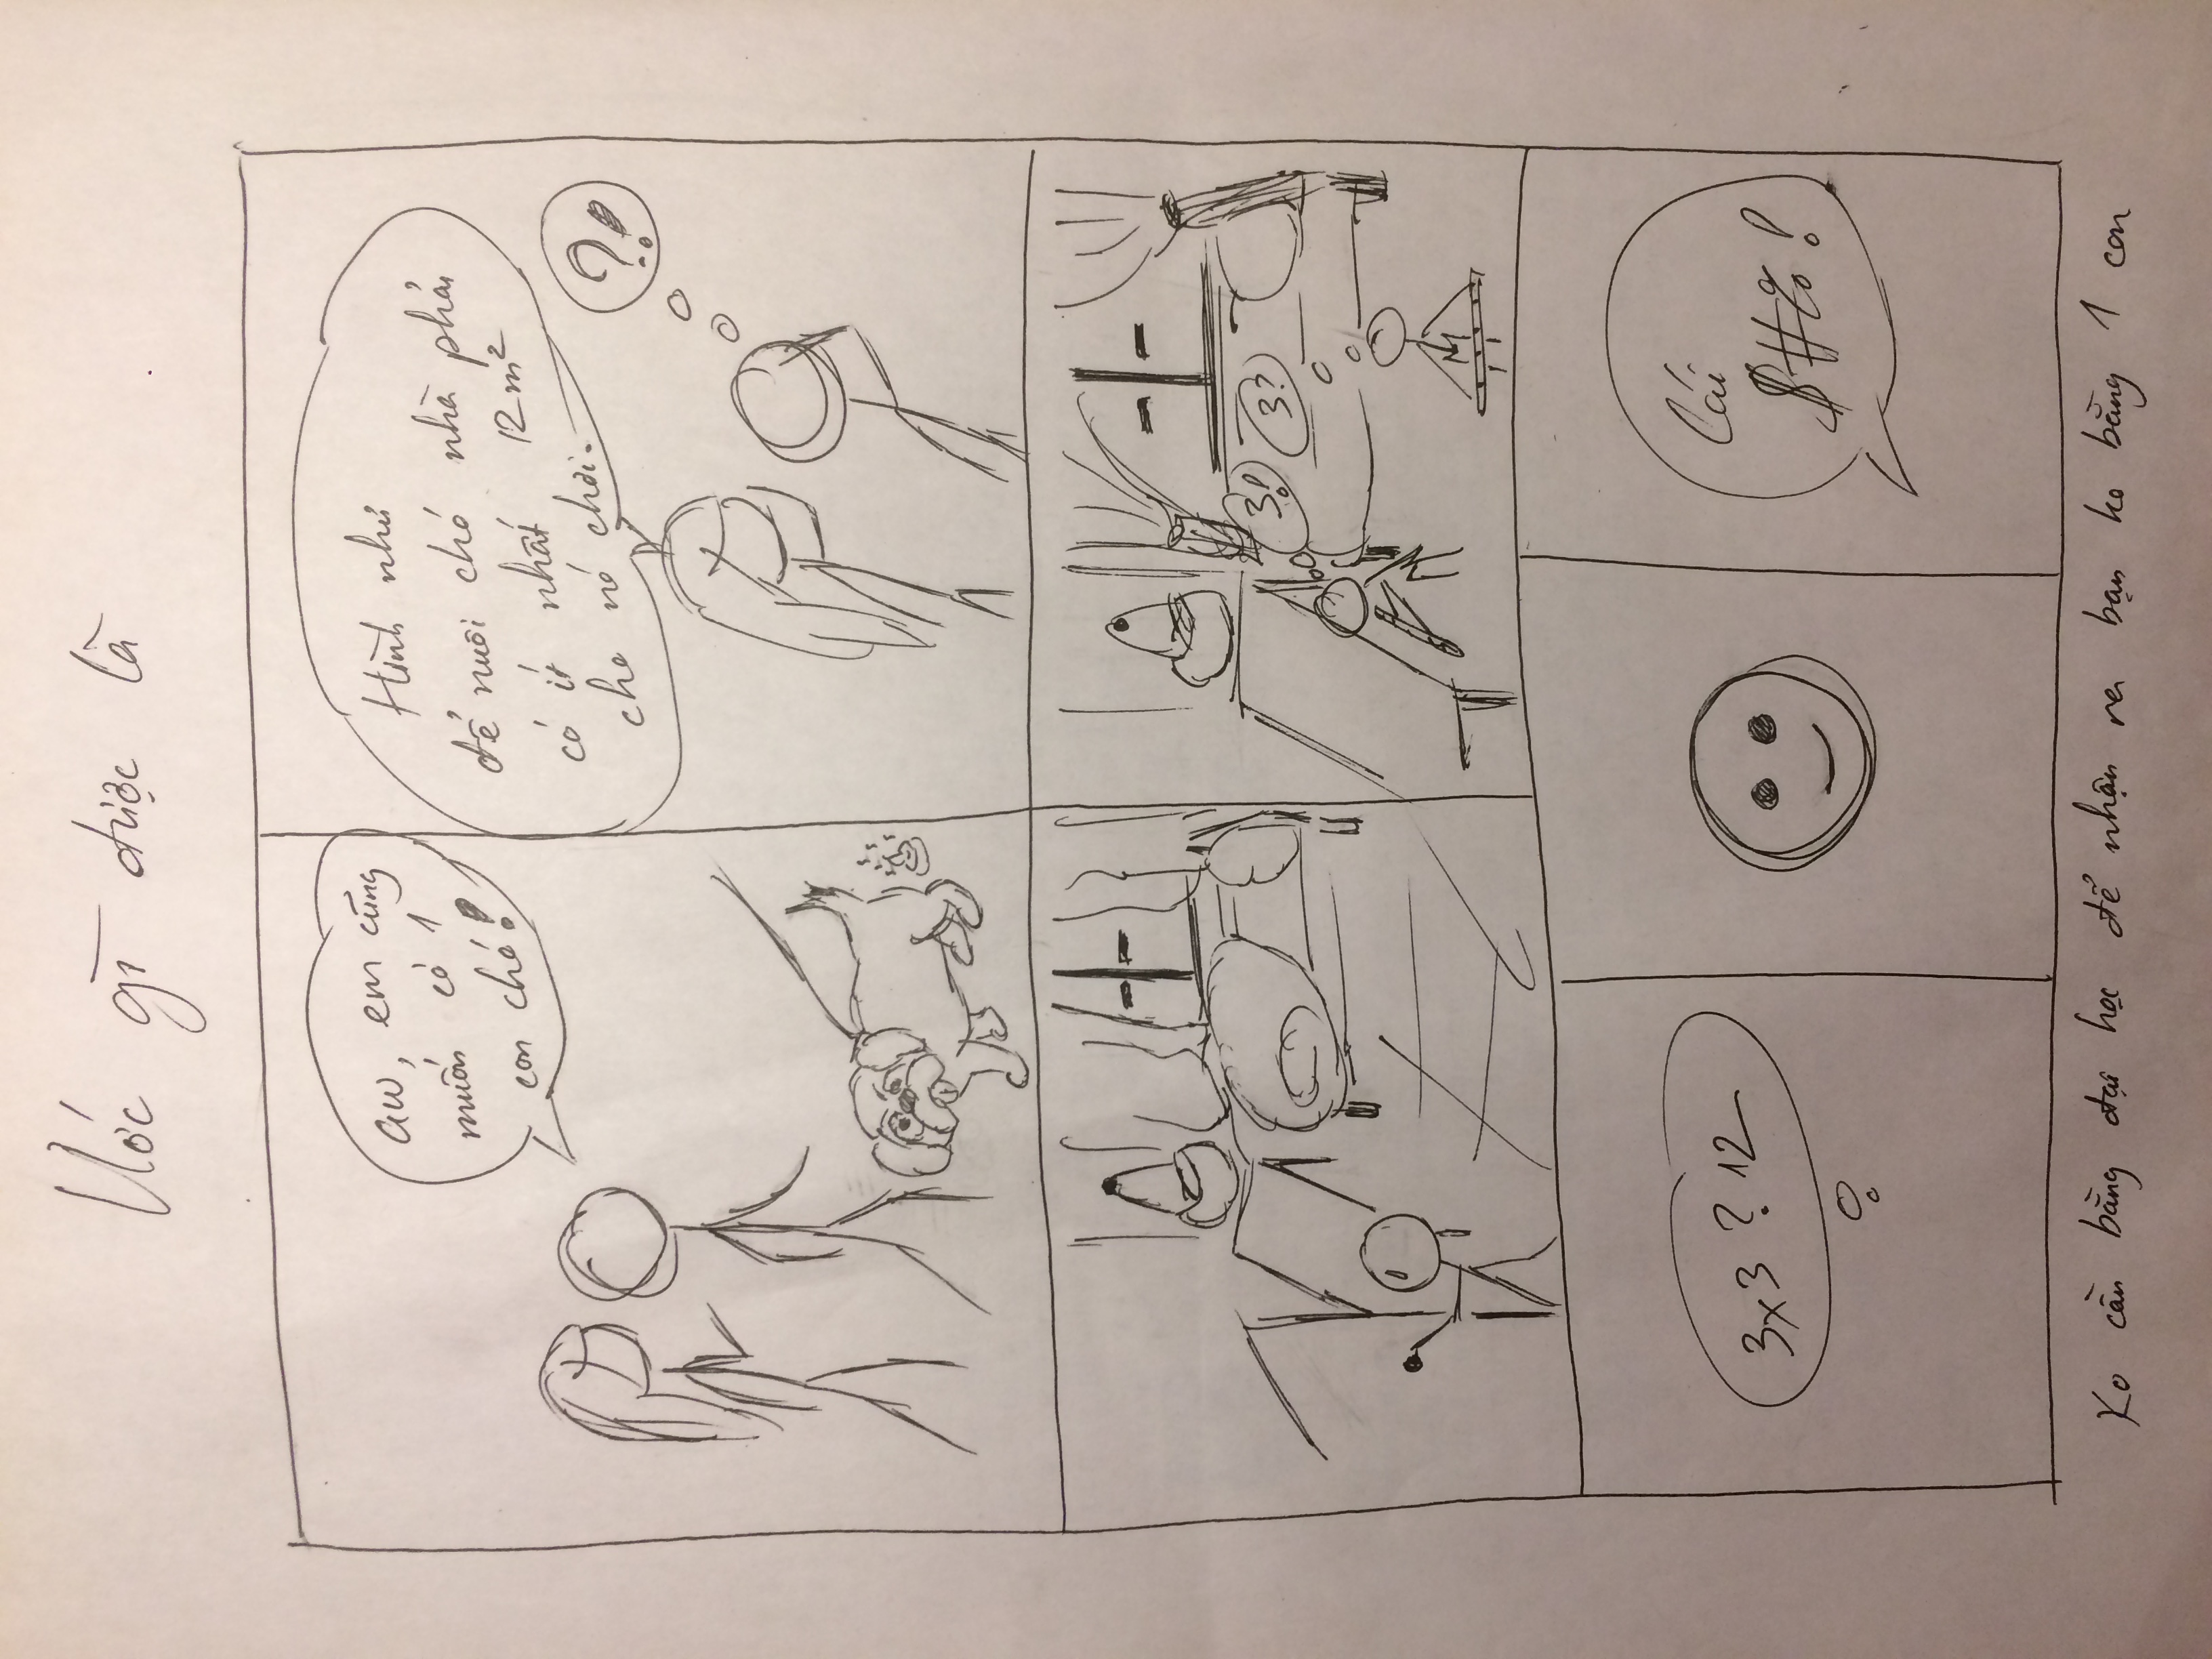 Ước gì được là
aw, em cũng
muốn có 1
con chó!
Hình như
để nuôi chó nhà phải
có ít nhất 12m²
cho nó chơi.
?!
3!
3?
3x3 ? 12
Cái
$#%!
Ko cần bằng đại học để nhận ra bạn ko bằng 1 con